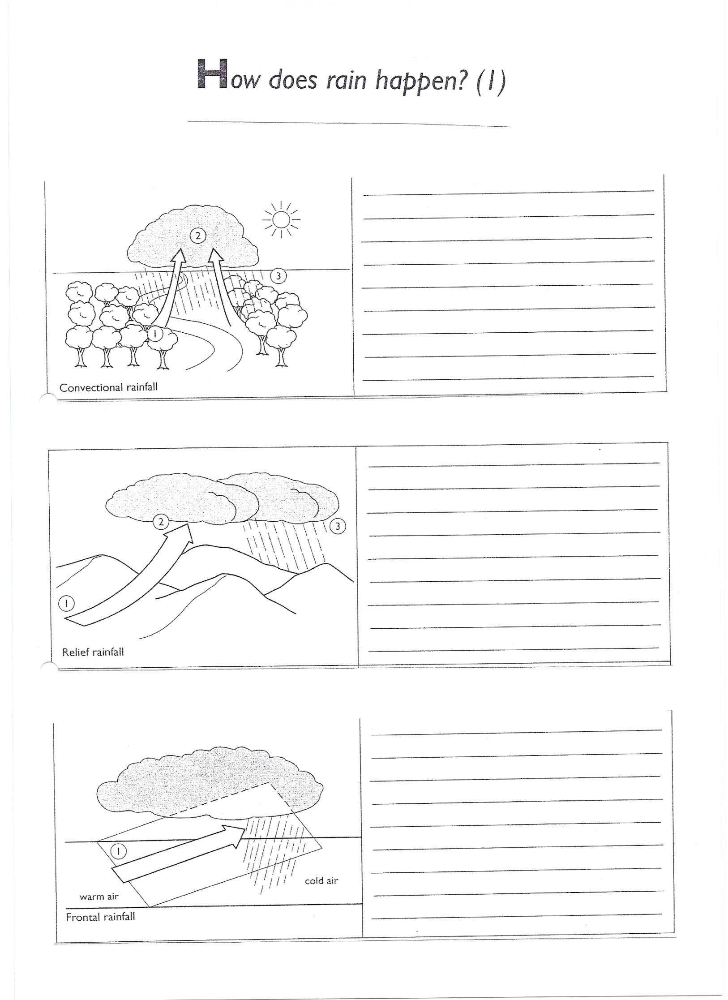 How does rain happen? (1)
2
3
1
Convectional rainfall
2
3
1
Relief rainfall
1
cold air
warm air
Frontal rainfall